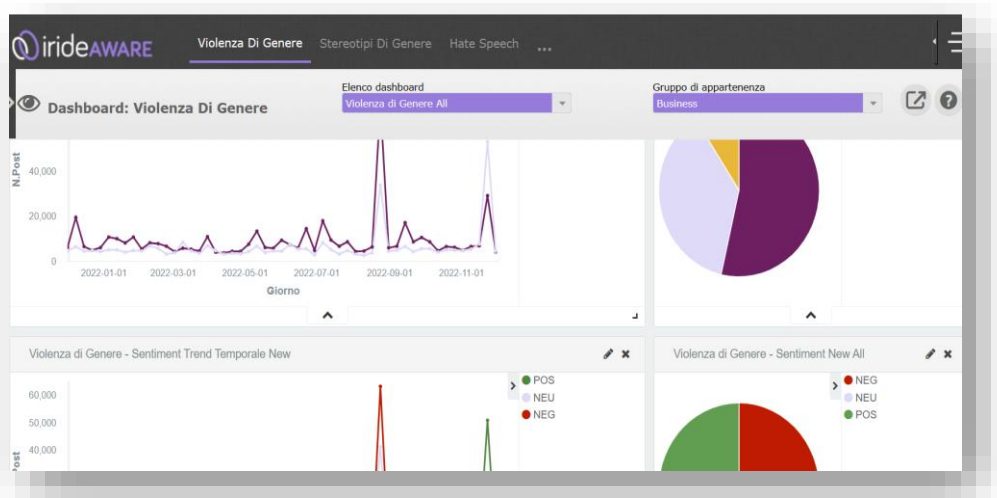 irideAWARE
Violenza Di Genere Stereotipi Di Genere Hate Speech ...
Dashboard: Violenza Di Genere
Elenco dashboard
Violenza di Genere All
Gruppo di appartenenza
Business
N.Post
40,000
20,000
0
2022-01-01 2022-03-01 2022-05-01 2022-07-01 2022-09-01 2022-11-01
Giorno
Violenza di Genere - Sentiment Trend Temporale New
60,000
50,000
40,000
POS
NEU
NEG
Violenza di Genere - Sentiment New All
NEG
NEU
POS